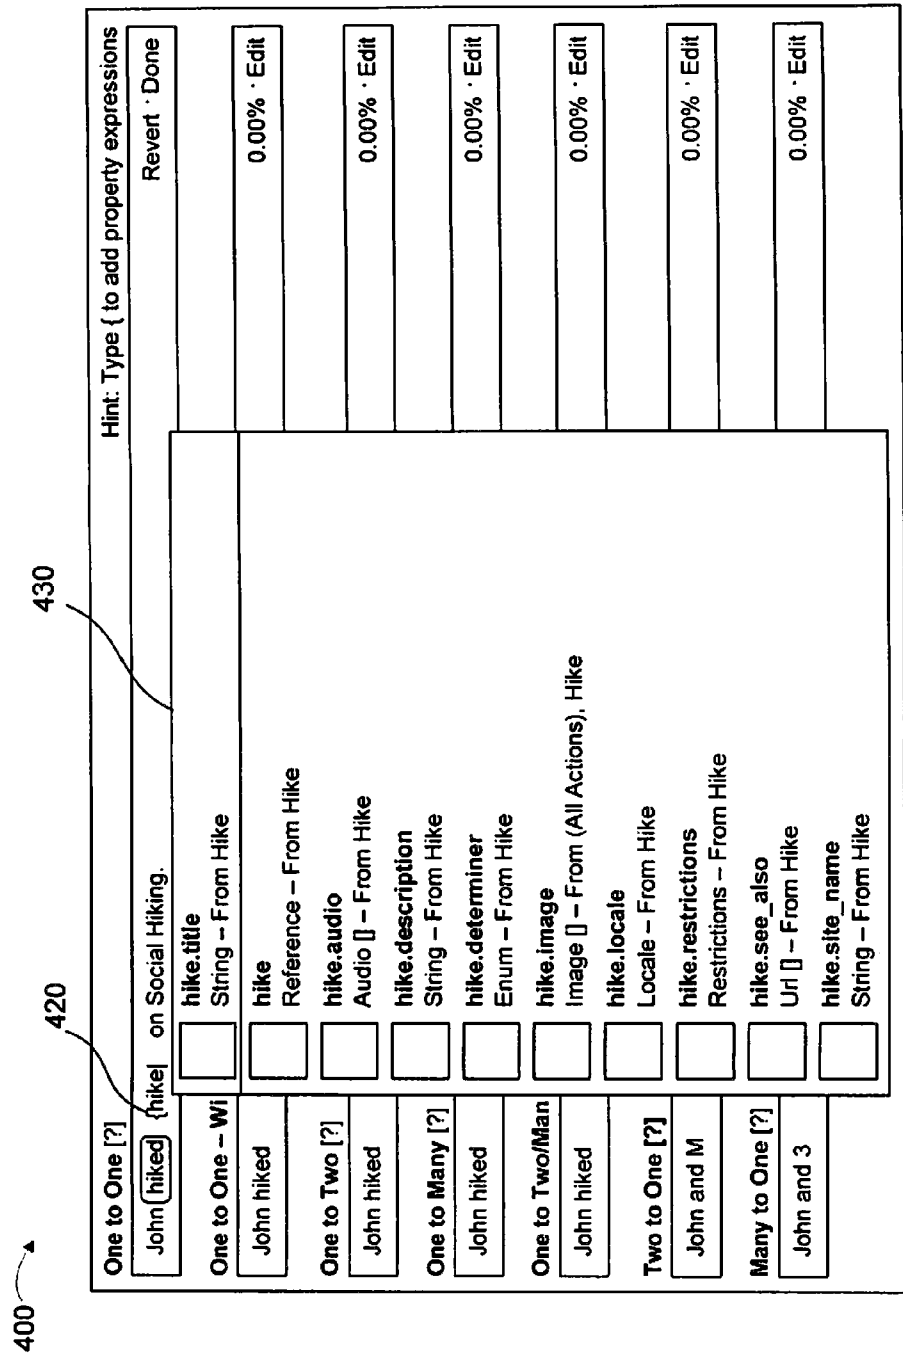 400
420
430
One to One [?]
Hint: Type { to add property expressions
John hiked {hike| on Social Hiking.
Revert · Done
hike.title
String – From Hike
One to One – Wi
John hiked
0.00% · Edit
hike
Reference – From Hike
One to Two [?]
John hiked
0.00% · Edit
hike.audio
Audio [] – From Hike
hike.description
String – From Hike
One to Many [?]
John hiked
0.00% · Edit
hike.determiner
Enum – From Hike
One to Two/Man
John hiked
0.00% · Edit
hike.image
Image [] – From (All Actions), Hike
hike.locale
Locale – From Hike
Two to One [?]
John and M
0.00% · Edit
hike.restrictions
Restrictions – From Hike
Many to One [?]
John and 3
0.00% · Edit
hike.see_also
Url [] – From Hike
hike.site_name
String – From Hike